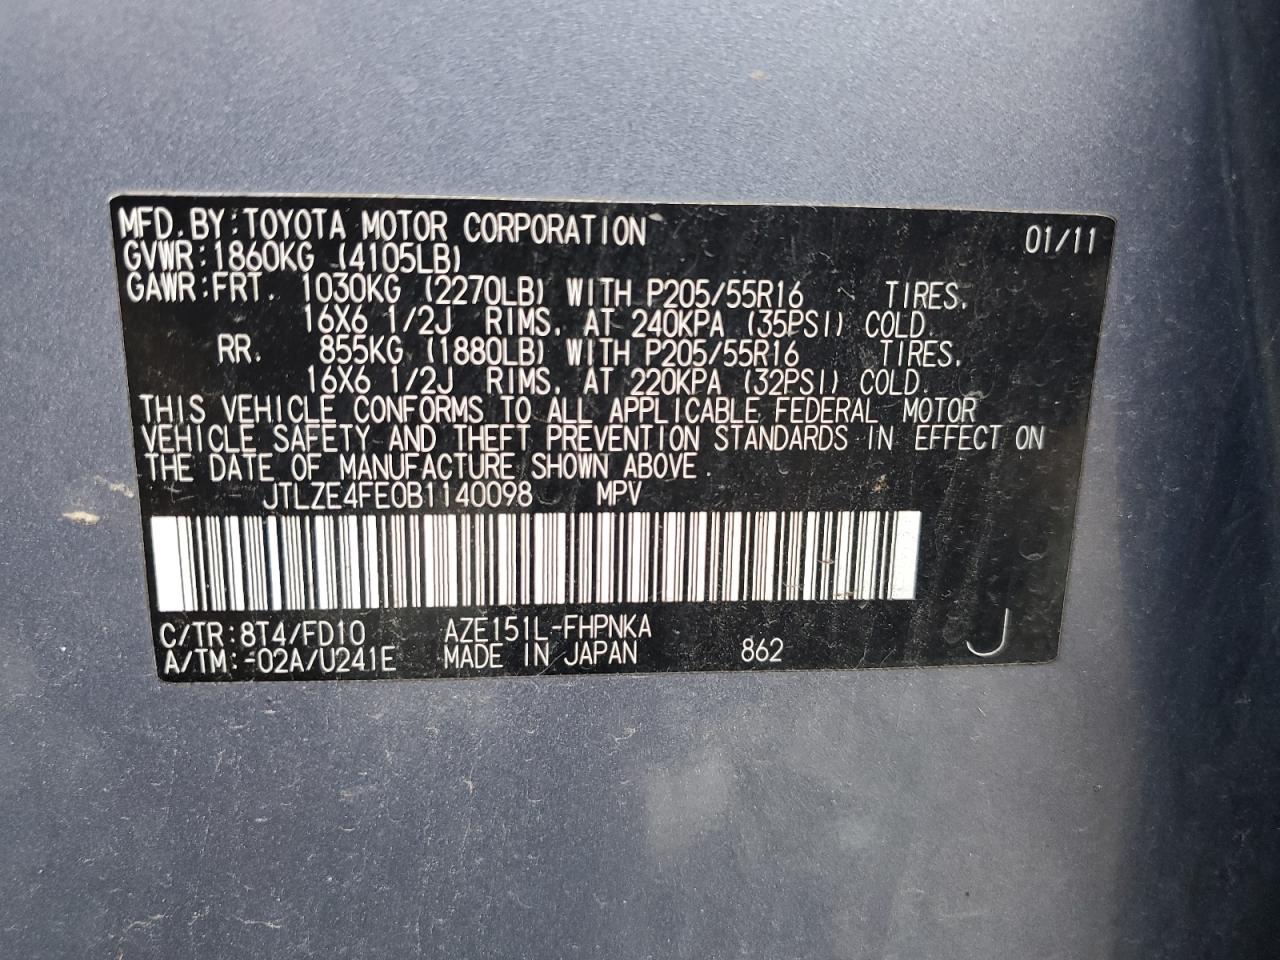 MFD. BY: TOYOTA MOTOR CORPORATION 01/11
GVWR: 1860KG (4105LB)
GAWR: FRT. 1030KG (2270LB) WITH P205/55R16 TIRES,
16X6 1/2J RIMS, AT 240KPA (35PSI) COLD.
RR. 855KG (1880LB) WITH P205/55R16 TIRES,
16X6 1/2J RIMS, AT 220KPA (32PSI) COLD.
THIS VEHICLE CONFORMS TO ALL APPLICABLE FEDERAL MOTOR
VEHICLE SAFETY AND THEFT PREVENTION STANDARDS IN EFFECT ON
THE DATE OF MANUFACTURE SHOWN ABOVE.
JTLZE4FE0B1140098 MPV
C/TR: 8T4/FD10 AZE151L-FHPNKA
A/TM: -02A/U241E MADE IN JAPAN 862 J